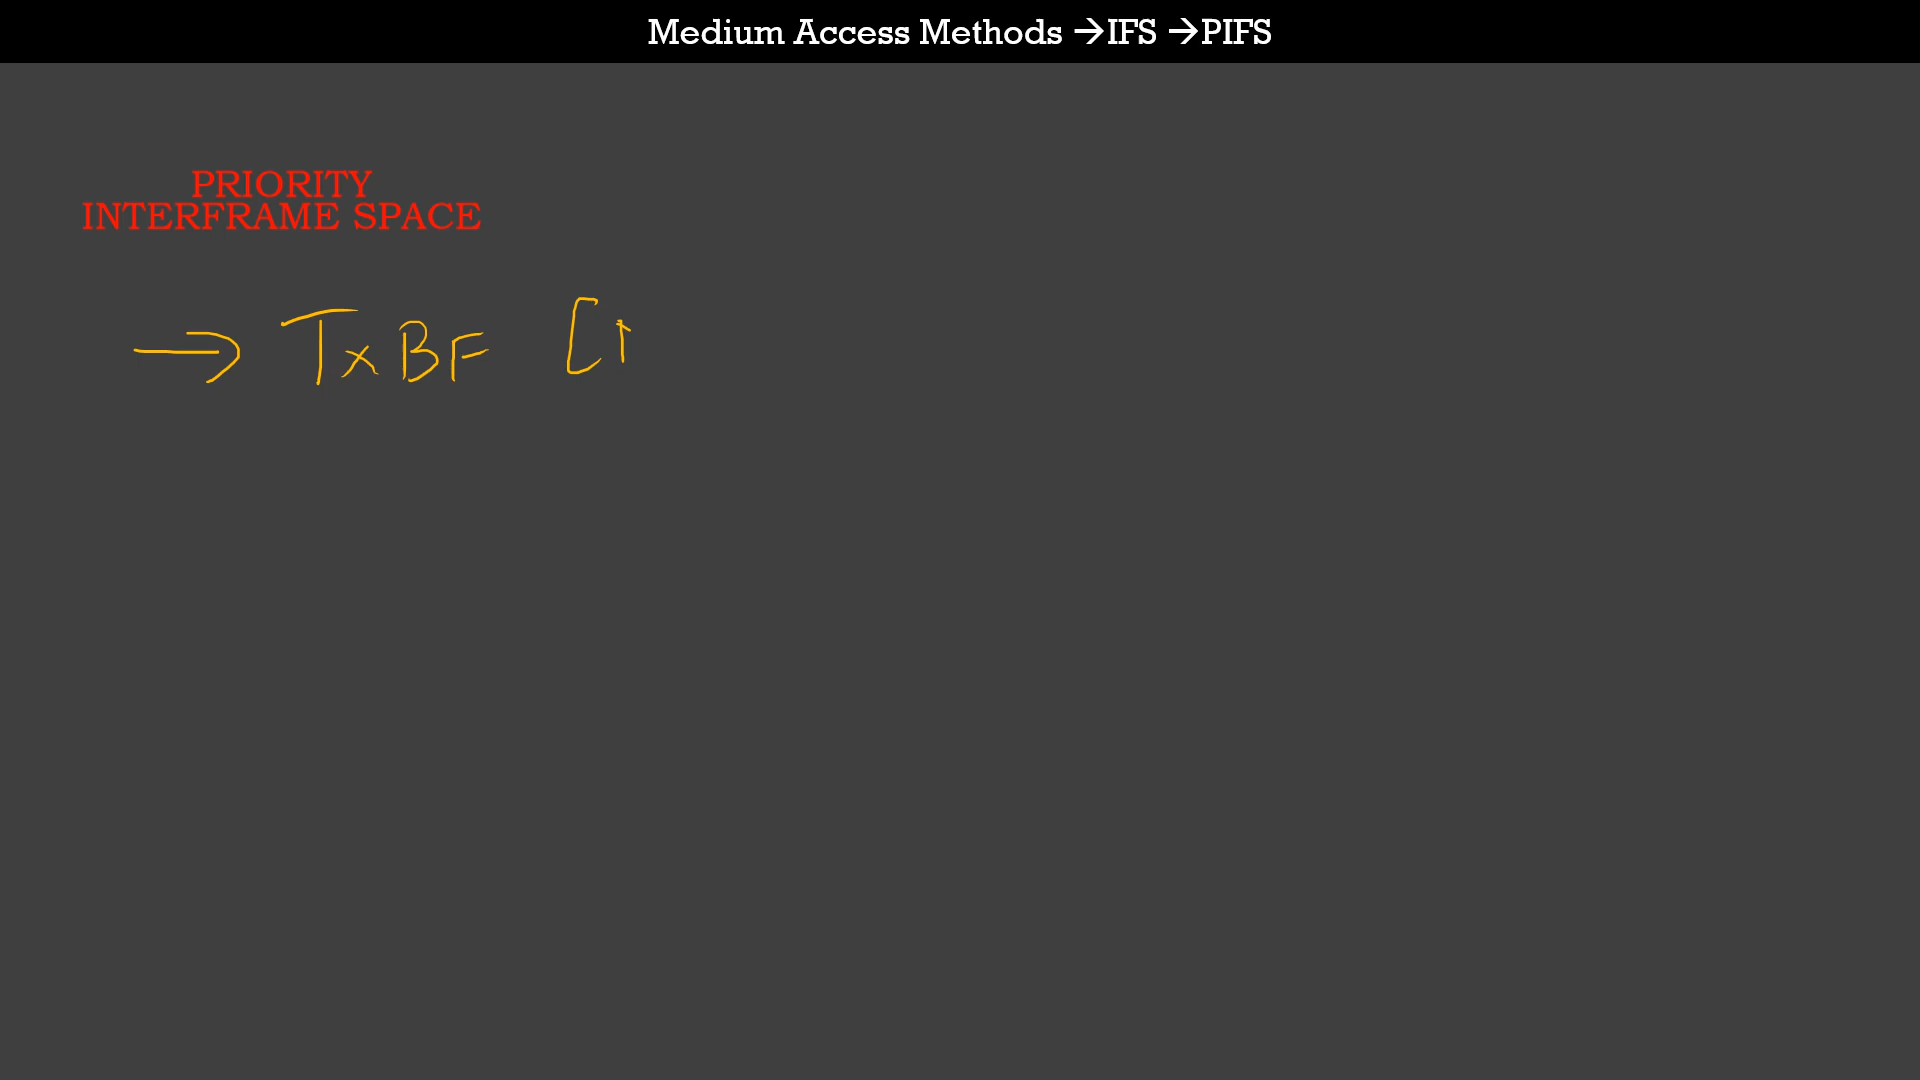 Medium Access Methods →IFS →PIFS
PRIORITY
INTERFRAME SPACE
→ TxBF [